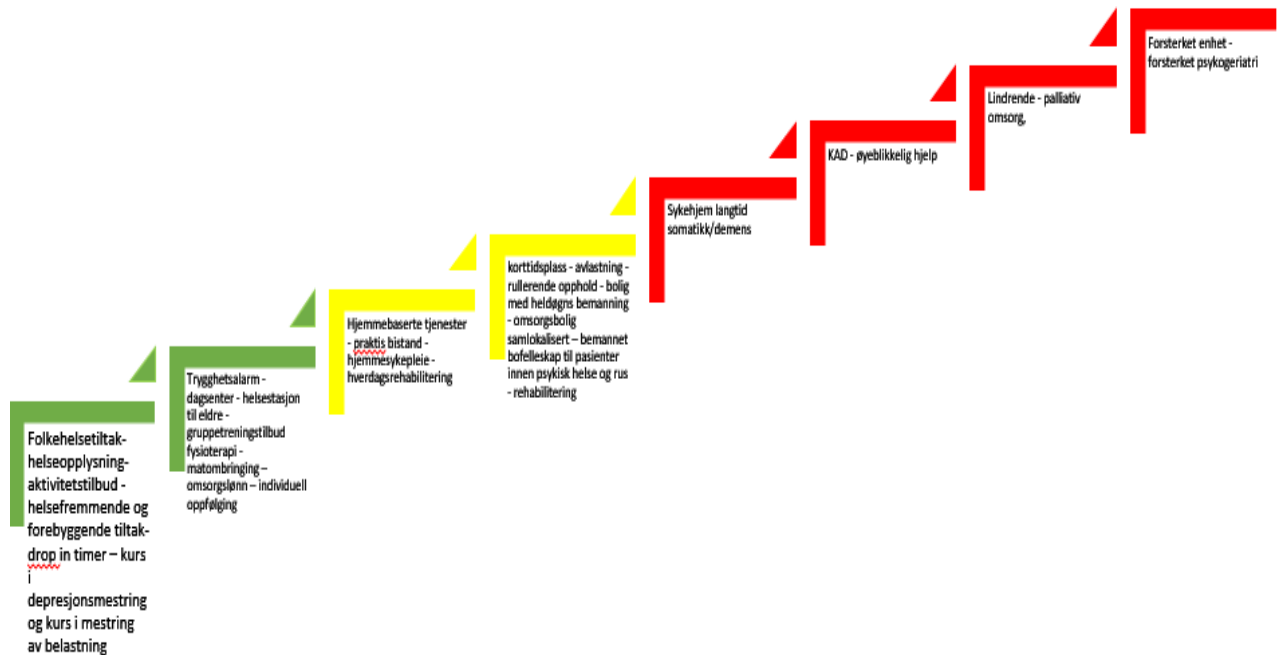 Folkehelsetiltak-
helseopplysning-
aktivitetstilbud -
helsefremmende og
forebyggende tiltak-
drop in timer – kurs
i
depresjonsmestring
og kurs i mestring
av belastning
Trygghetsalarm -
dagsenter - helsestasjon
til eldre -
gruppetreningstilbud
fysioterapi -
matombringing –
omsorgslønn – individuell
oppfølging
Hjemmebaserte tjenester
- praktis bistand -
hjemmesykepleie -
hverdagsrehabilitering
korttidsplass - avlastning -
rullerende opphold - bolig
med heldøgns bemanning
- omsorgsbolig
samlokalisert – bemannet
bofelleskap til pasienter
innen psykisk helse og rus
- rehabilitering
Sykehjem langtid
somatikk/demens
KAD - øyeblikkelig hjelp
Lindrende - palliativ
omsorg,
Forsterket enhet -
forsterket psykogeriatri